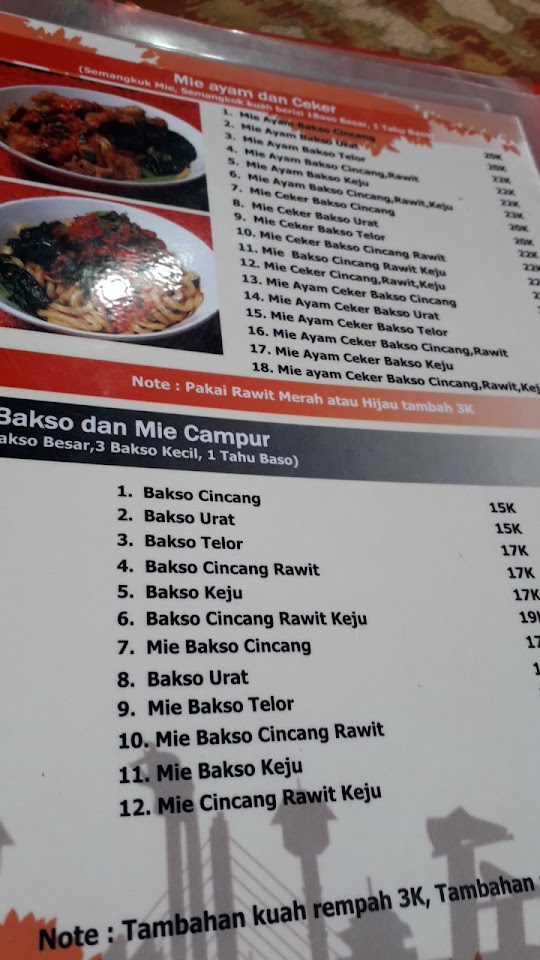 Mie ayam dan Ceker
(Semangkuk Mie, Semangkok kuah berisi 1Baso Besar, 1 Tahu Baso)
1. Mie Ayam Bakso Cincang 20K
2. Mie Ayam Bakso Urat 20K
3. Mie Ayam Bakso Telor 22K
4. Mie Ayam Bakso Cincang,Rawit 22K
5. Mie Ayam Bakso Keju 22K
6. Mie Ayam Bakso Cincang,Rawit,Keju 23K
7. Mie Ceker Bakso Cincang 20K
8. Mie Ceker Bakso Urat 20K
9. Mie Ceker Bakso Telor 22K
10. Mie Ceker Bakso Cincang Rawit 22
11. Mie Bakso Cincang Rawit Keju
12. Mie Ceker Cincang,Rawit,Keju
13. Mie Ayam Ceker Bakso Cincang
14. Mie Ayam Ceker Bakso Urat
15. Mie Ayam Ceker Bakso Telor
16. Mie Ayam Ceker Bakso Cincang,Rawit
17. Mie Ayam Ceker Bakso Keju
18. Mie ayam Ceker Bakso Cincang,Rawit,Kej
Note : Pakai Rawit Merah atau Hijau tambah 3K
Bakso dan Mie Campur
akso Besar,3 Bakso Kecil, 1 Tahu Baso)
1. Bakso Cincang 15K
2. Bakso Urat 15K
3. Bakso Telor 17K
4. Bakso Cincang Rawit 17K
5. Bakso Keju 17K
6. Bakso Cincang Rawit Keju 19
7. Mie Bakso Cincang 17
8. Bakso Urat 1
9. Mie Bakso Telor
10. Mie Bakso Cincang Rawit
11. Mie Bakso Keju
12. Mie Cincang Rawit Keju
Note : Tambahan kuah rempah 3K, Tambahan